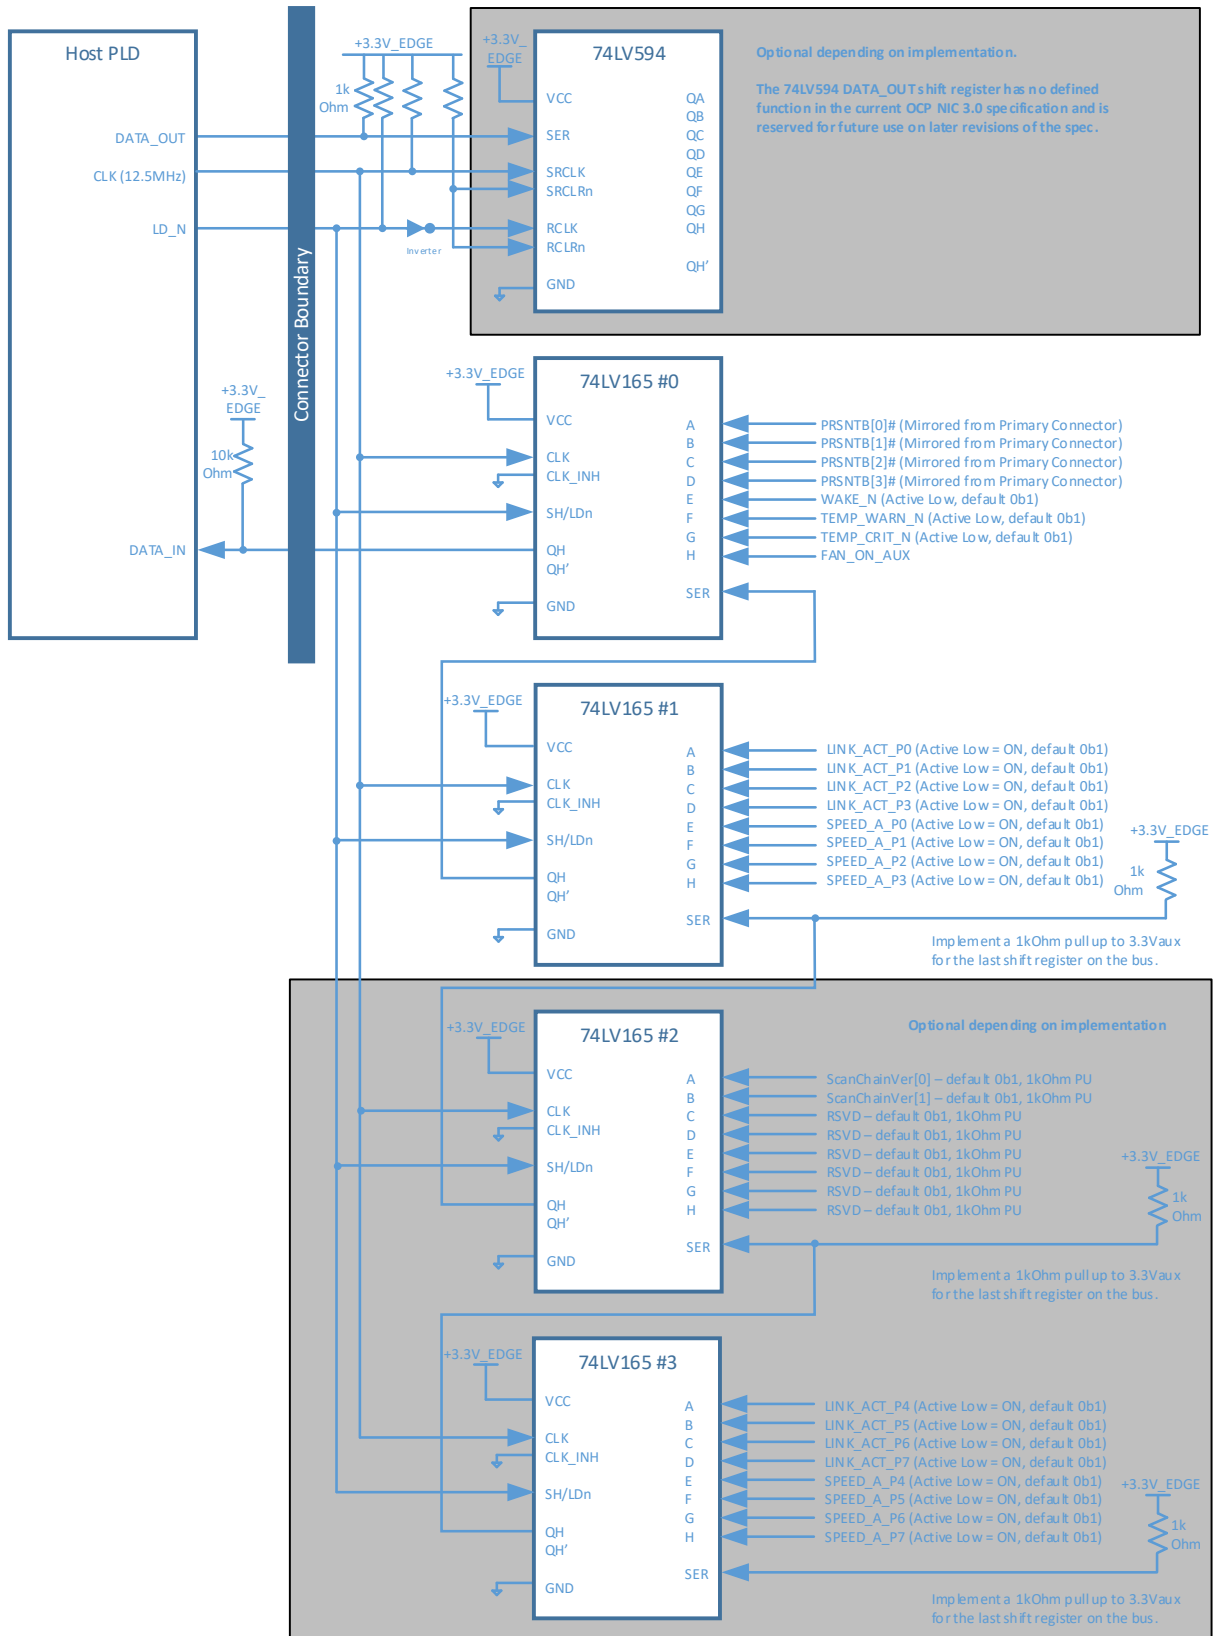 Host PLD
DATA_OUT
CLK (12.5MHz)
LD_N
+3.3V_
EDGE
10k
Ohm
DATA_IN
Connector Boundary
+3.3V_EDGE
1k
Ohm
Inverter
+3.3V_
EDGE
74LV594
VCC
SER
SRCLK
SRCLRn
RCLK
RCLRn
GND
QA
QB
QC
QD
QE
QF
QG
QH
QH’
Optional depending on implementation.
The 74LV594 DATA_OUT shift register has no defined
function in the current OCP NIC 3.0 specification and is
reserved for future use on later revisions of the spec.
+3.3V_EDGE
74LV165 #0
VCC
CLK
CLK_INH
SH/LDn
QH
QH’
GND
A
B
C
D
E
F
G
H
SER
PRSNTB[0]# (Mirrored from Primary Connector)
PRSNTB[1]# (Mirrored from Primary Connector)
PRSNTB[2]# (Mirrored from Primary Connector)
PRSNTB[3]# (Mirrored from Primary Connector)
WAKE_N (Active Low, default 0b1)
TEMP_WARN_N (Active Low, default 0b1)
TEMP_CRIT_N (Active Low, default 0b1)
FAN_ON_AUX
+3.3V_EDGE
74LV165 #1
VCC
CLK
CLK_INH
SH/LDn
QH
QH’
GND
A
B
C
D
E
F
G
H
SER
LINK_ACT_P0 (Active Low = ON, default 0b1)
LINK_ACT_P1 (Active Low = ON, default 0b1)
LINK_ACT_P2 (Active Low = ON, default 0b1)
LINK_ACT_P3 (Active Low = ON, default 0b1)
SPEED_A_P0 (Active Low = ON, default 0b1)
SPEED_A_P1 (Active Low = ON, default 0b1)
SPEED_A_P2 (Active Low = ON, default 0b1)
SPEED_A_P3 (Active Low = ON, default 0b1)
+3.3V_EDGE
1k
Ohm
Implement a 1kOhm pull up to 3.3Vaux
for the last shift register on the bus.
+3.3V_EDGE
74LV165 #2
VCC
CLK
CLK_INH
SH/LDn
QH
QH’
GND
A
B
C
D
E
F
G
H
SER
Optional depending on implementation
ScanChainVer[0] – default 0b1, 1kOhm PU
ScanChainVer[1] – default 0b1, 1kOhm PU
RSVD – default 0b1, 1kOhm PU
RSVD – default 0b1, 1kOhm PU
RSVD – default 0b1, 1kOhm PU
RSVD – default 0b1, 1kOhm PU
RSVD – default 0b1, 1kOhm PU
RSVD – default 0b1, 1kOhm PU
+3.3V_EDGE
1k
Ohm
Implement a 1kOhm pull up to 3.3Vaux
for the last shift register on the bus.
+3.3V_EDGE
74LV165 #3
VCC
CLK
CLK_INH
SH/LDn
QH
QH’
GND
A
B
C
D
E
F
G
H
SER
LINK_ACT_P4 (Active Low = ON, default 0b1)
LINK_ACT_P5 (Active Low = ON, default 0b1)
LINK_ACT_P6 (Active Low = ON, default 0b1)
LINK_ACT_P7 (Active Low = ON, default 0b1)
SPEED_A_P4 (Active Low = ON, default 0b1)
SPEED_A_P5 (Active Low = ON, default 0b1)
SPEED_A_P6 (Active Low = ON, default 0b1)
SPEED_A_P7 (Active Low = ON, default 0b1)
+3.3V_EDGE
1k
Ohm
Implement a 1kOhm pull up to 3.3Vaux
for the last shift register on the bus.